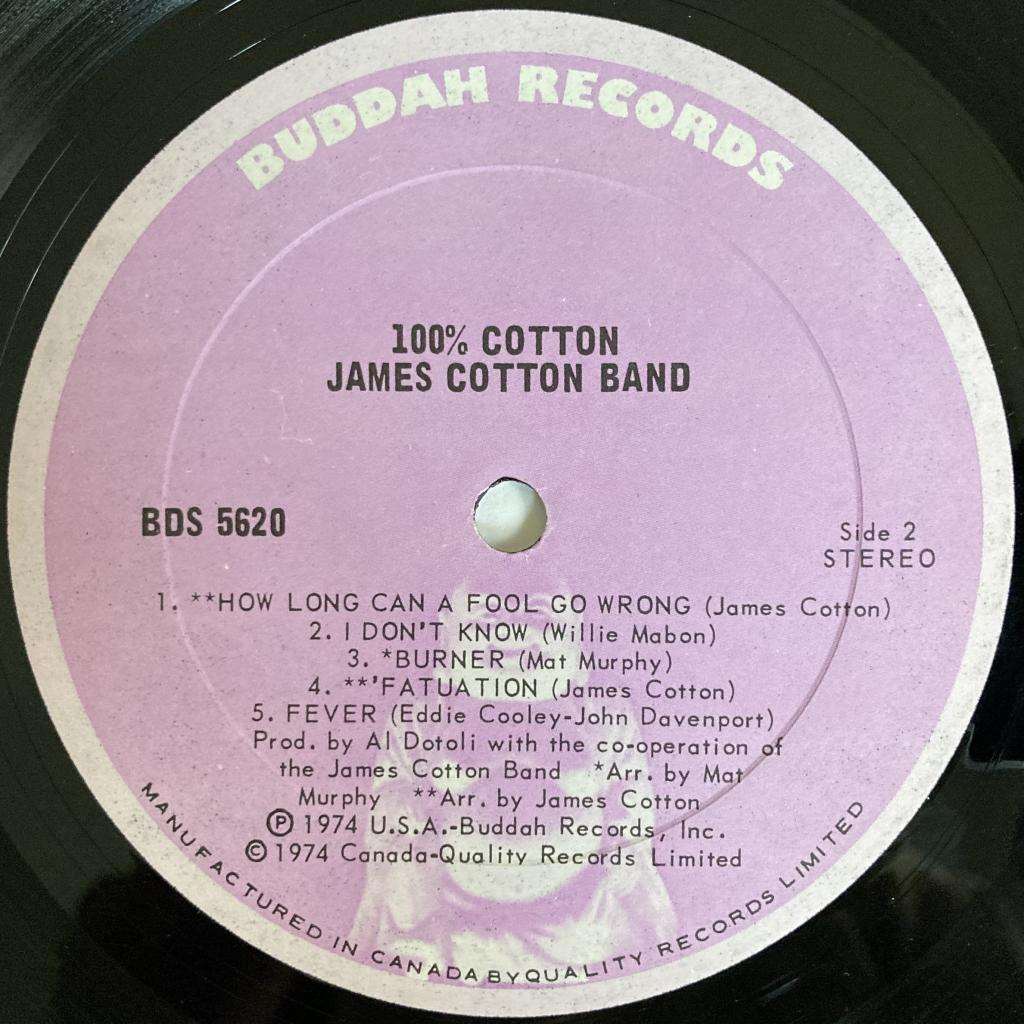 BUDDAH RECORDS
100% COTTON
JAMES COTTON BAND
BDS 5620
Side 2
STEREO
1. **HOW LONG CAN A FOOL GO WRONG (James Cotton)
2. I DON'T KNOW (Willie Mabon)
3. *BURNER (Mat Murphy)
4. **'FATUATION (James Cotton)
5. FEVER (Eddie Cooley-John Davenport)
Prod. by Al Dotoli with the co-operation of
the James Cotton Band *Arr. by Mat
Murphy **Arr. by James Cotton
Ⓟ 1974 U.S.A.-Buddah Records, Inc.
© 1974 Canada-Quality Records Limited
MANUFACTURED IN CANADA BY QUALITY RECORDS LIMITED